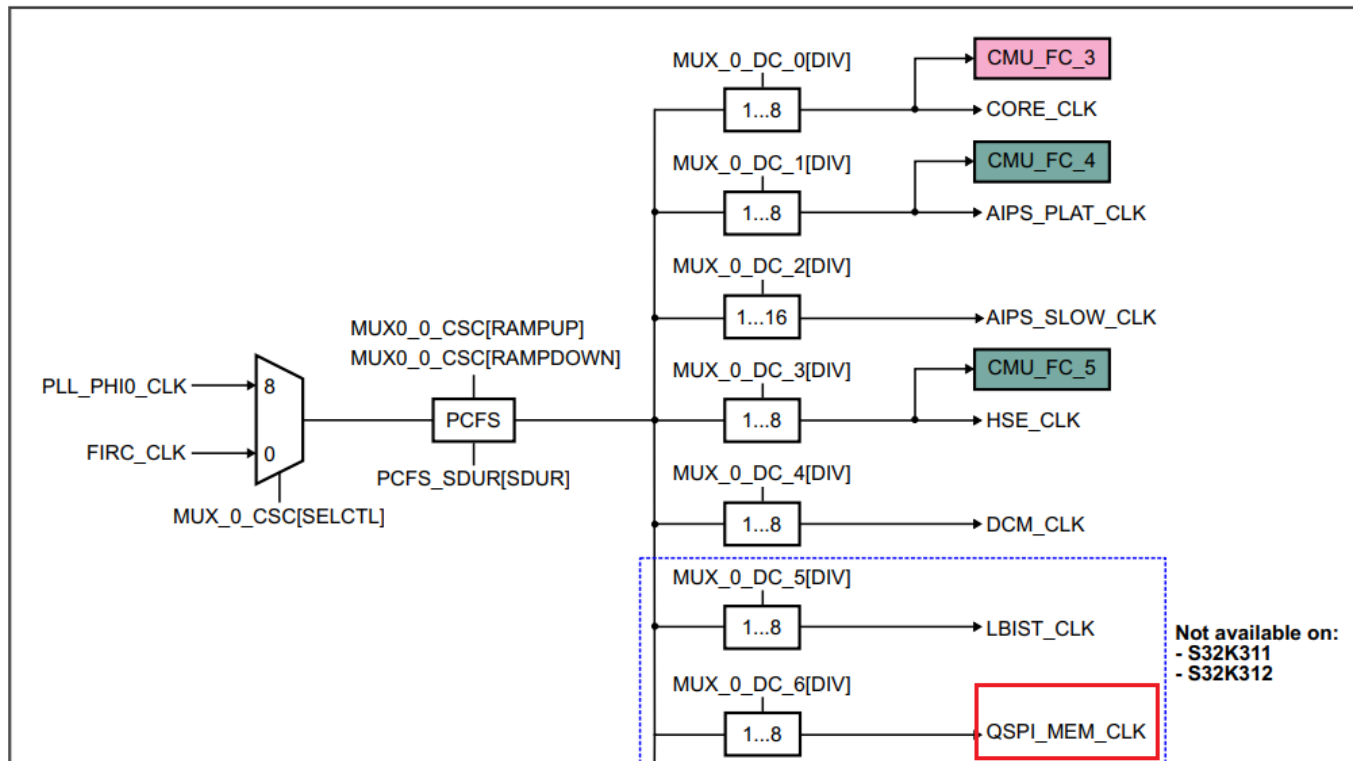 MUX_0_DC_0[DIV]
CMU_FC_3
1...8
CORE_CLK
MUX_0_DC_1[DIV]
CMU_FC_4
1...8
AIPS_PLAT_CLK
MUX_0_DC_2[DIV]
1...16
AIPS_SLOW_CLK
MUX0_0_CSC[RAMPUP]
MUX0_0_CSC[RAMPDOWN]
MUX_0_DC_3[DIV]
CMU_FC_5
PLL_PHI0_CLK
8
PCFS
1...8
HSE_CLK
FIRC_CLK
0
PCFS_SDUR[SDUR]
MUX_0_CSC[SELCTL]
MUX_0_DC_4[DIV]
1...8
DCM_CLK
MUX_0_DC_5[DIV]
1...8
LBIST_CLK
Not available on:
- S32K311
- S32K312
MUX_0_DC_6[DIV]
1...8
QSPI_MEM_CLK